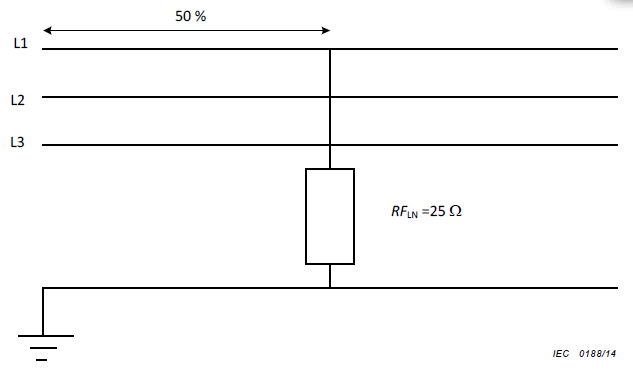 50 %
L1
L2
L3
RFLN =25 Ω
IEC 0188/14